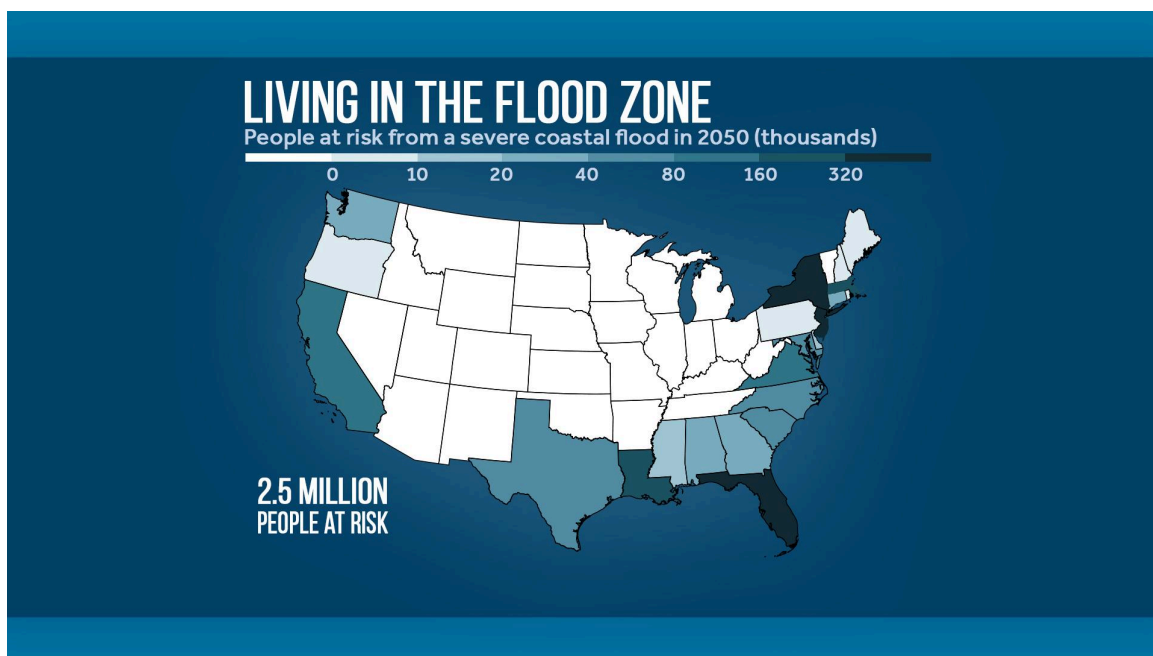 LIVING IN THE FLOOD ZONE
People at risk from a severe coastal flood in 2050 (thousands)
0 10 20 40 80 160 320
2.5 MILLION
PEOPLE AT RISK